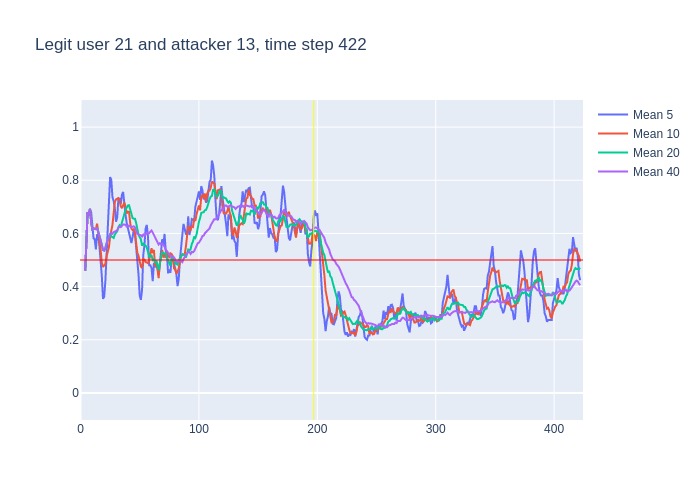 Legit user 21 and attacker 13, time step 422
Mean 5
Mean 10
Mean 20
Mean 40
1
0.8
0.6
0.4
0.2
0
0 100 200 300 400